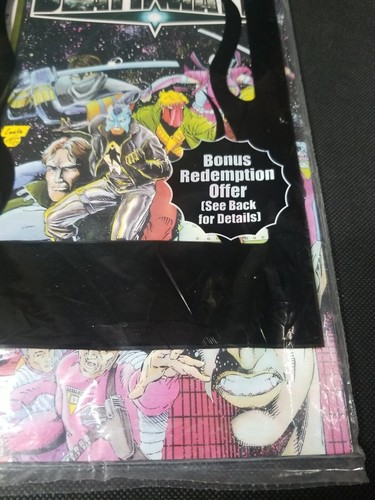 Bonus
Redemption
Offer
(See Back
for Details)